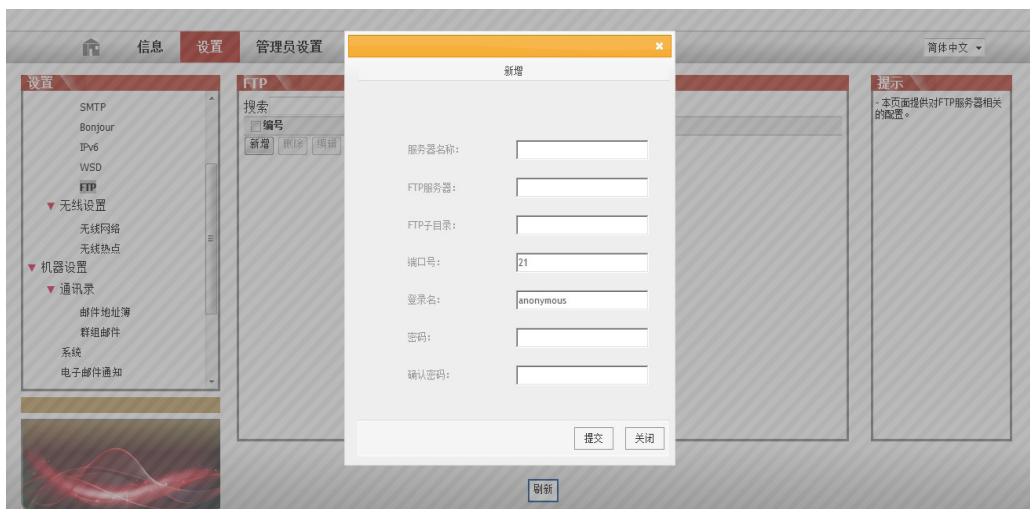 信息
设置
管理员设置
简体中文
设置
SMTP
Bonjour
IPv6
WSD
FTP
无线设置
无线网络
无线热点
机器设置
通讯录
邮件地址簿
群组邮件
系统
电子邮件通知
FTP
搜索
编号
新增 删除 编辑
新增
服务器名称:
FTP服务器:
FTP子目录:
端口号: 21
登录名: anonymous
密码:
确认密码:
提交 关闭
刷新
提示
- 本页面提供对FTP服务器相关
的配置。